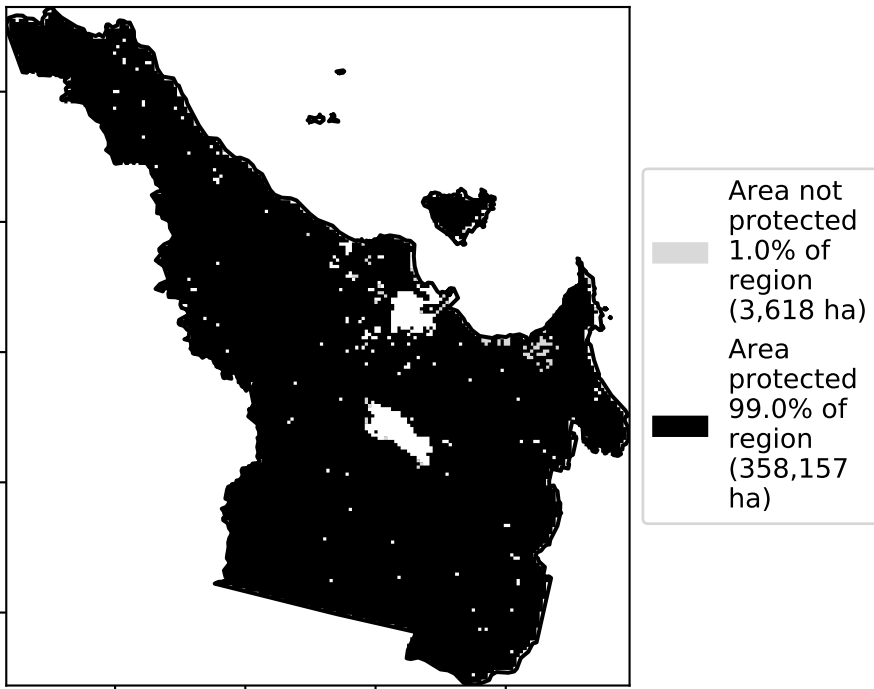 Area not
protected
1.0% of
region
(3,618 ha)
Area
protected
99.0% of
region
(358,157
ha)